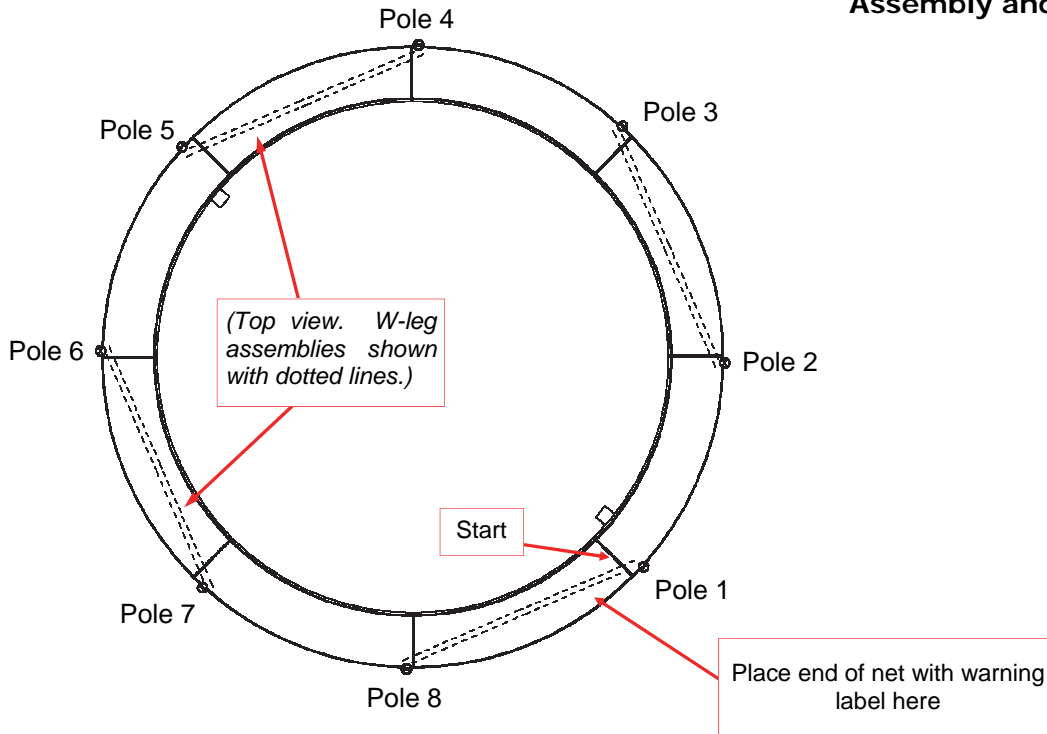 Assembly and
Pole 4
Pole 3
Pole 5
(Top view. W-leg
assemblies shown
with dotted lines.)
Pole 6
Pole 2
Start
Pole 1
Pole 7
Place end of net with warning
label here
Pole 8